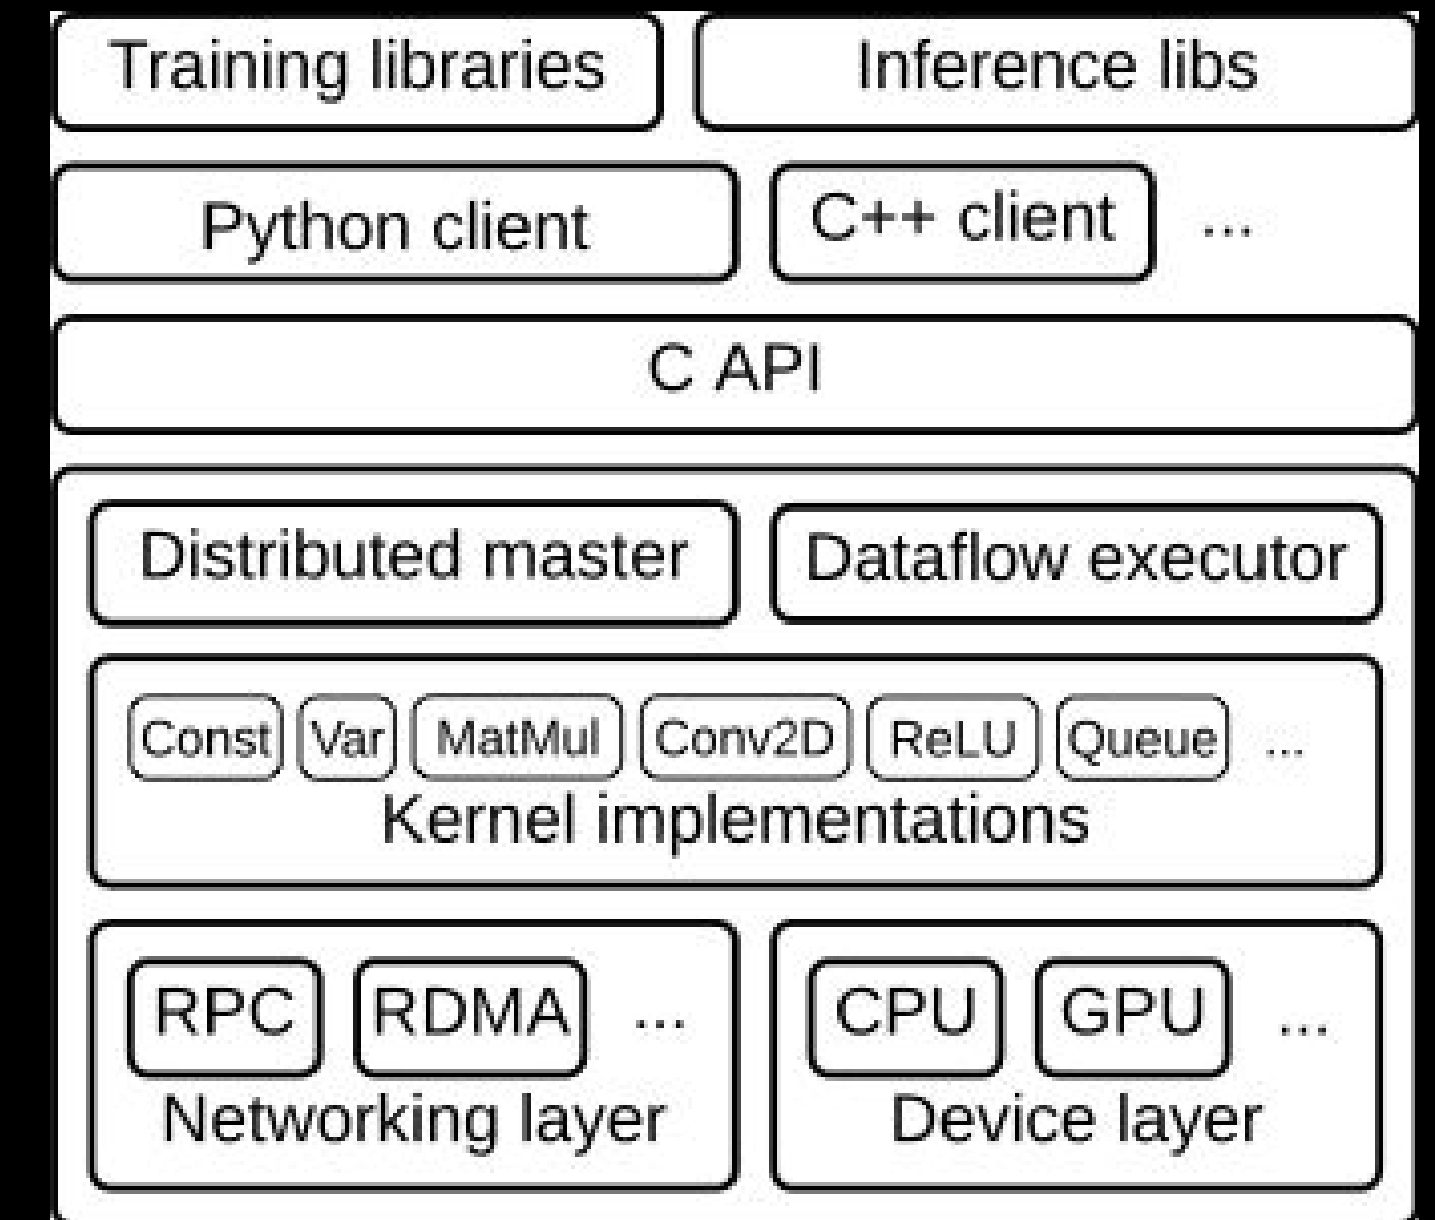 Training libraries Inference libs
Python client C++ client ...
C API
Distributed master Dataflow executor
Const Var MatMul Conv2D ReLU Queue ...
Kernel implementations
RPC RDMA ... CPU GPU ...
Networking layer Device layer